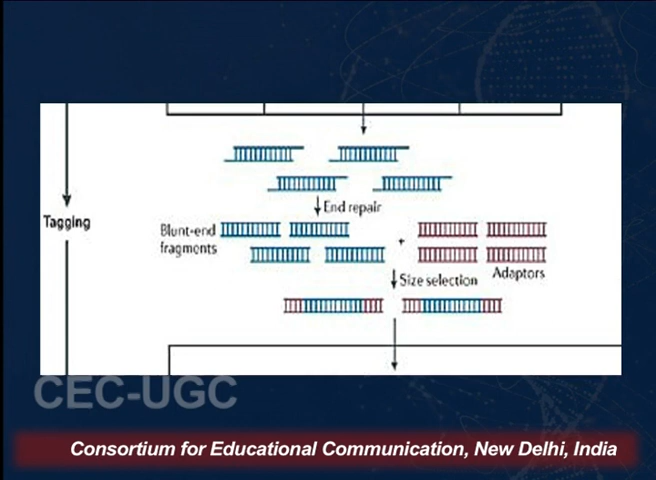 End repair
Tagging
Blunt-end
fragments
+
Size selection
Adaptors
CEC-UGC
Consortium for Educational Communication, New Delhi, India